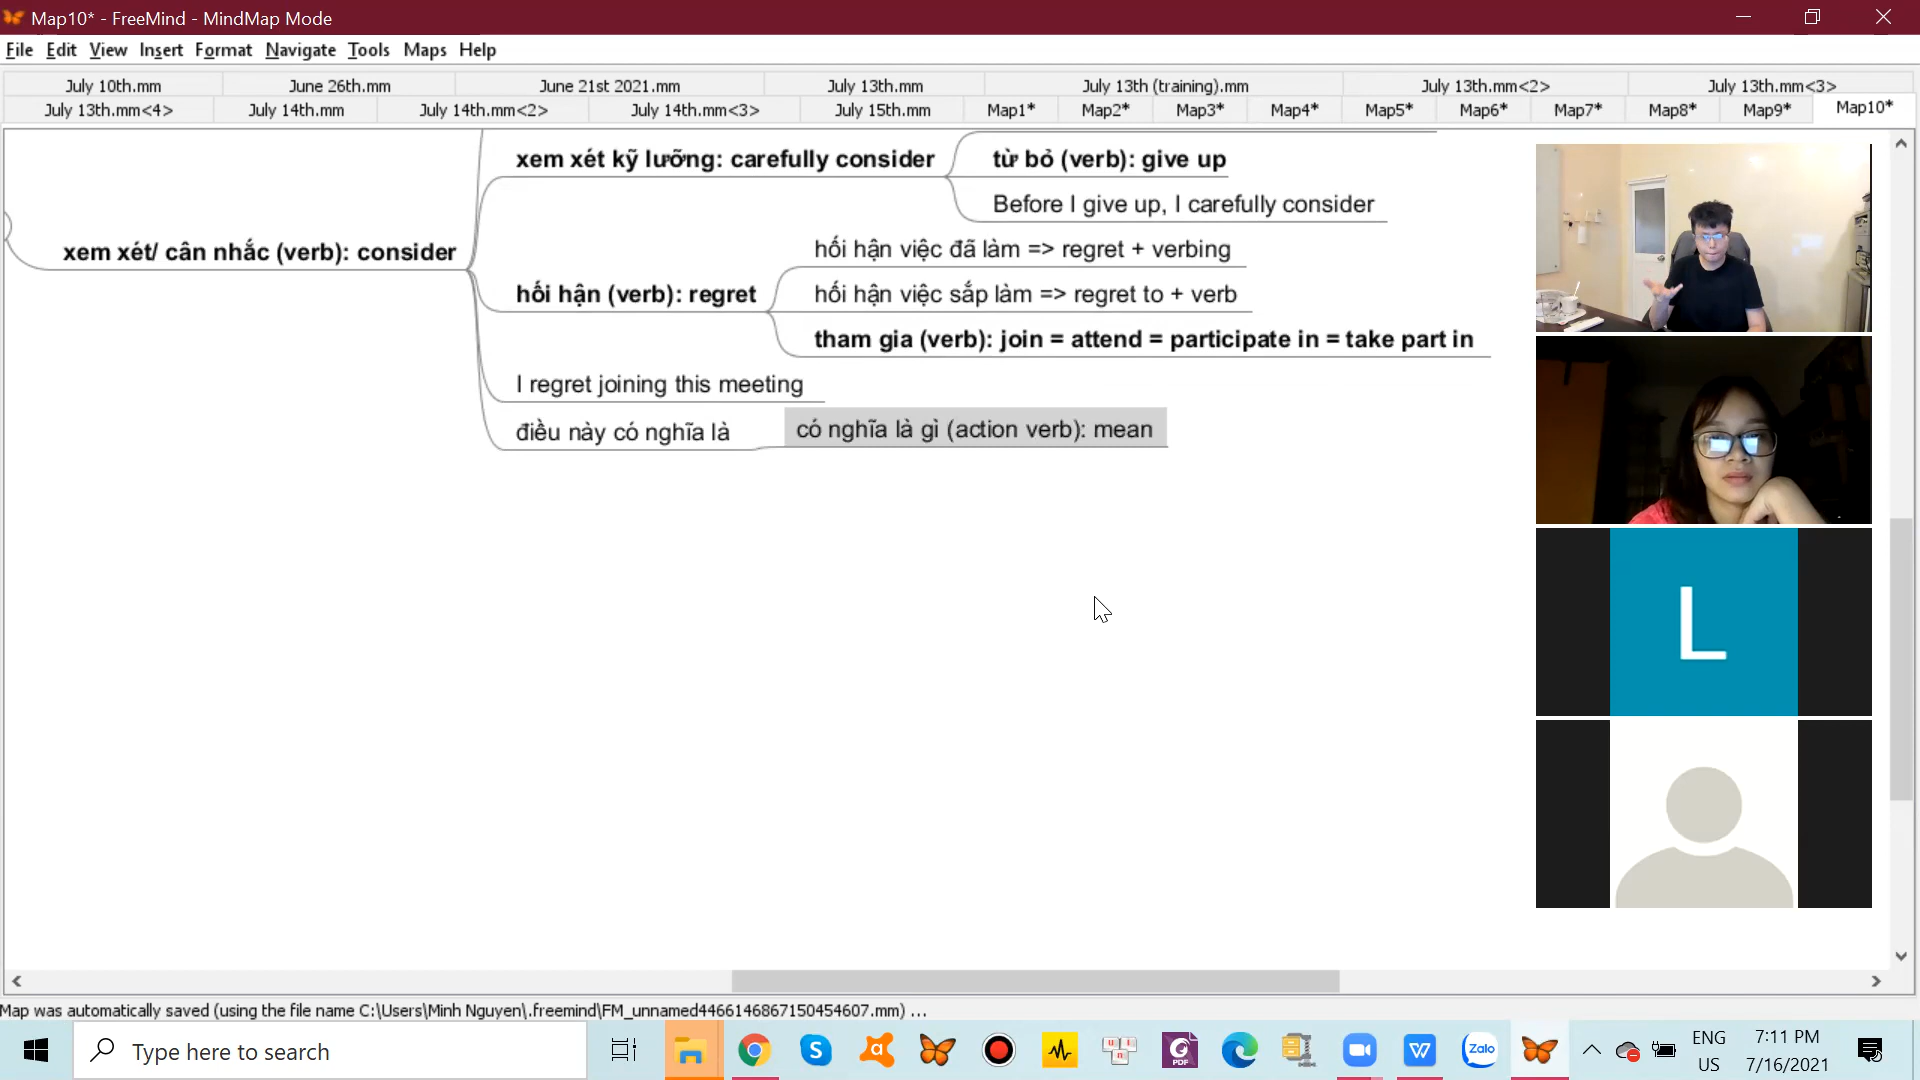 Map10* - FreeMind - MindMap Mode
File Edit View Insert Format Navigate Tools Maps Help
July 10th.mm June 26th.mm June 21st 2021.mm July 13th.mm July 13th (training).mm July 13th.mm<2> July 13th.mm<3>
July 13th.mm<4> July 14th.mm July 14th.mm<2> July 14th.mm<3> July 15th.mm Map1* Map2* Map3* Map4* Map5* Map6* Map7* Map8* Map9* Map10*
xem xét/ cân nhắc (verb): consider
xem xét kỹ lưỡng: carefully consider
từ bỏ (verb): give up
Before I give up, I carefully consider
hối hận (verb): regret
hối hận việc đã làm => regret + verbing
hối hận việc sắp làm => regret to + verb
tham gia (verb): join = attend = participate in = take part in
I regret joining this meeting
điều này có nghĩa là
có nghĩa là gì (action verb): mean
L
Map was automatically saved (using the file name C:\Users\Minh Nguyen\.freemind\FM_unnamed4466146867150454607.mm) ...
Type here to search
Zalo
ENG
US
7:11 PM
7/16/2021